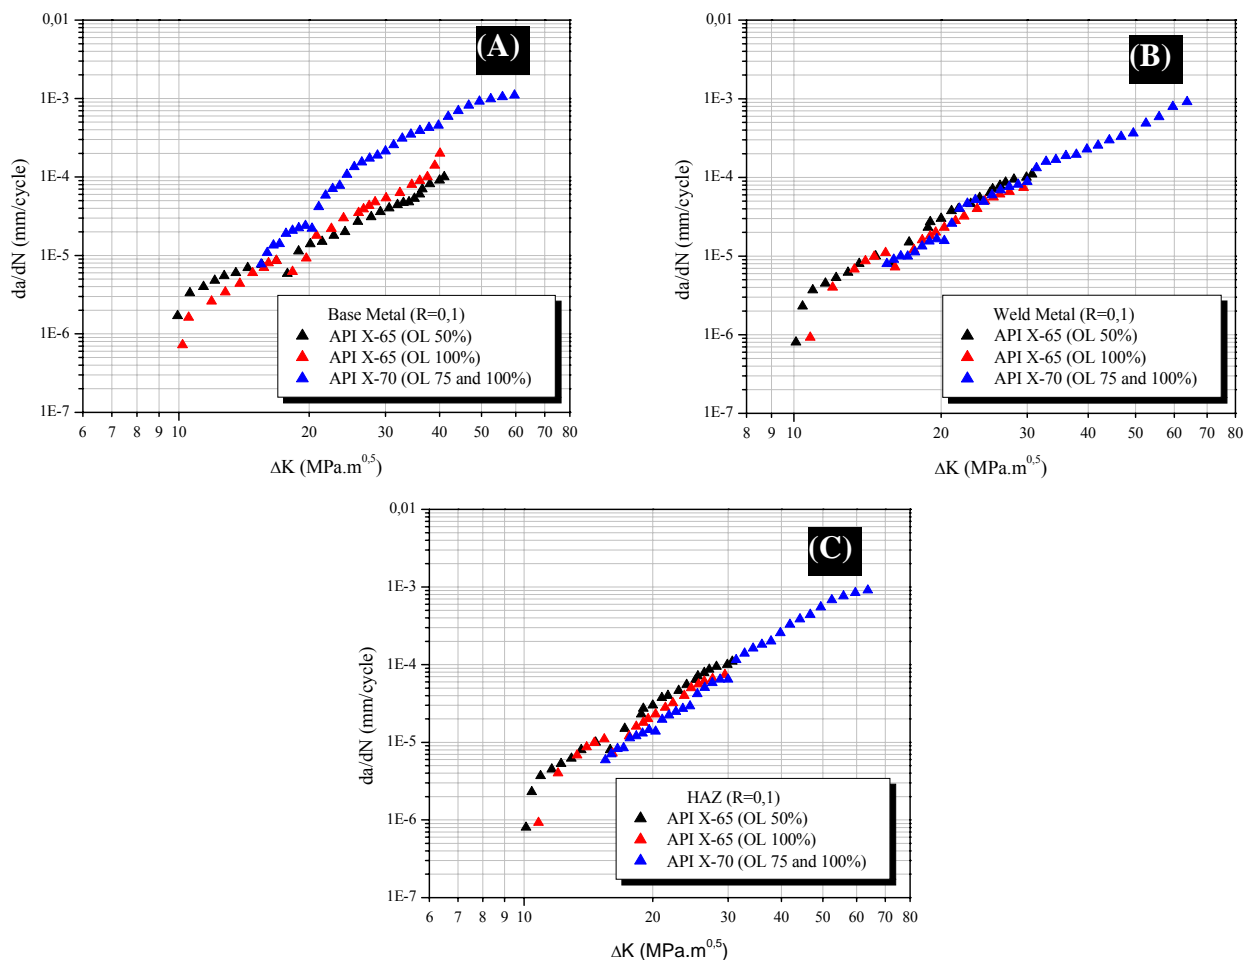 (A)
0,01
1E-3
1E-4
1E-5
1E-6
1E-7
da/dN (mm/cycle)
Base Metal (R=0,1)
API X-65 (OL 50%)
API X-65 (OL 100%)
API X-70 (OL 75 and 100%)
6 7 8 9 10 20 30 40 50 60 70 80
ΔK (MPa.m^0,5)
(B)
0,01
1E-3
1E-4
1E-5
1E-6
1E-7
da/dN (mm/cycle)
Weld Metal (R=0,1)
API X-65 (OL 50%)
API X-65 (OL 100%)
API X-70 (OL 75 and 100%)
8 9 10 20 30 40 50 60 70 80
ΔK (MPa.m^0,5)
(C)
0,01
1E-3
1E-4
1E-5
1E-6
1E-7
da/dN (mm/cycle)
HAZ (R=0,1)
API X-65 (OL 50%)
API X-65 (OL 100%)
API X-70 (OL 75 and 100%)
6 7 8 9 10 20 30 40 50 60 70 80
ΔK (MPa.m^0,5)